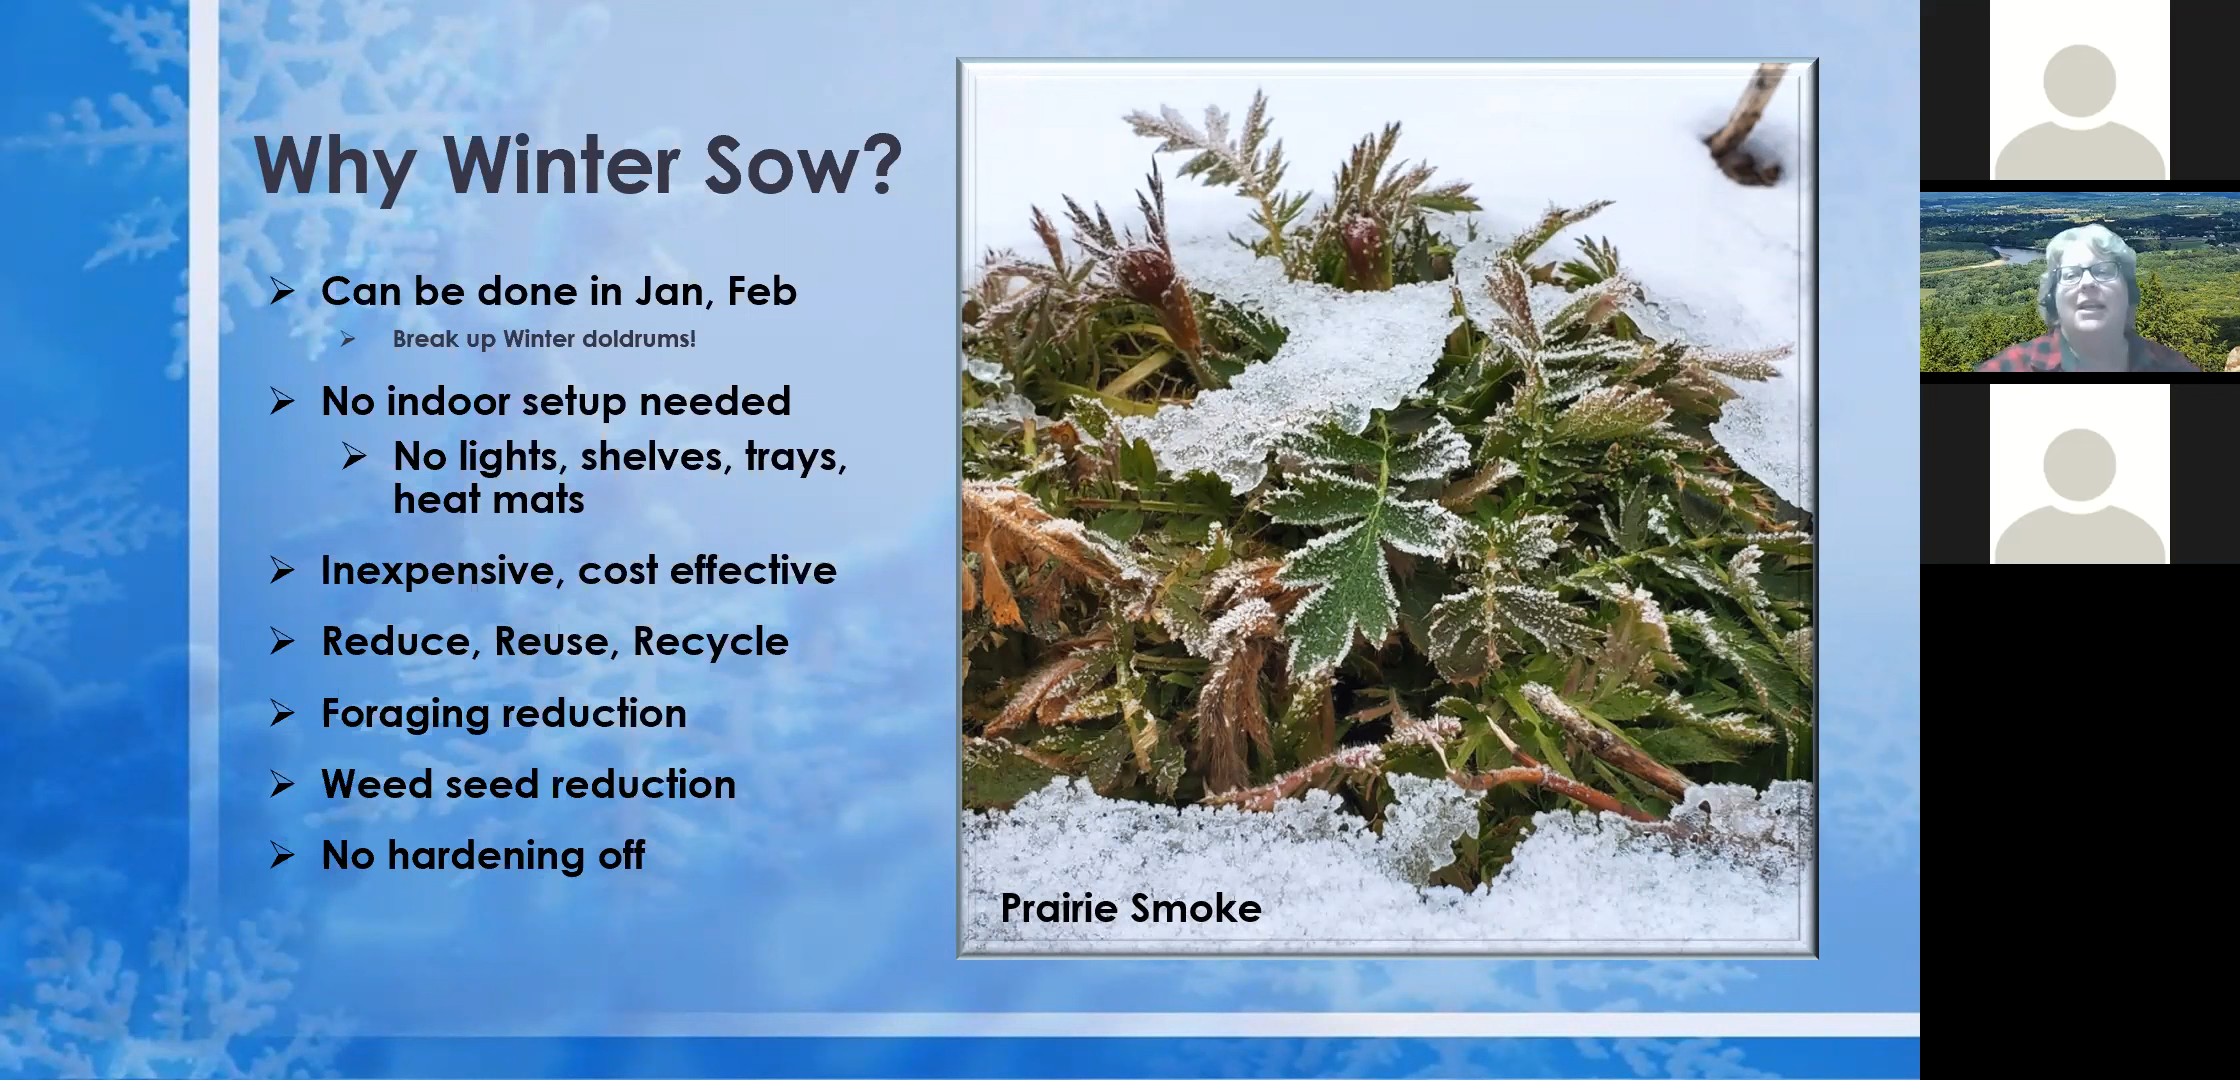 Why Winter Sow?
Can be done in Jan, Feb
Break up Winter doldrums!
No indoor setup needed
No lights, shelves, trays,
heat mats
Inexpensive, cost effective
Reduce, Reuse, Recycle
Foraging reduction
Weed seed reduction
No hardening off
Prairie Smoke